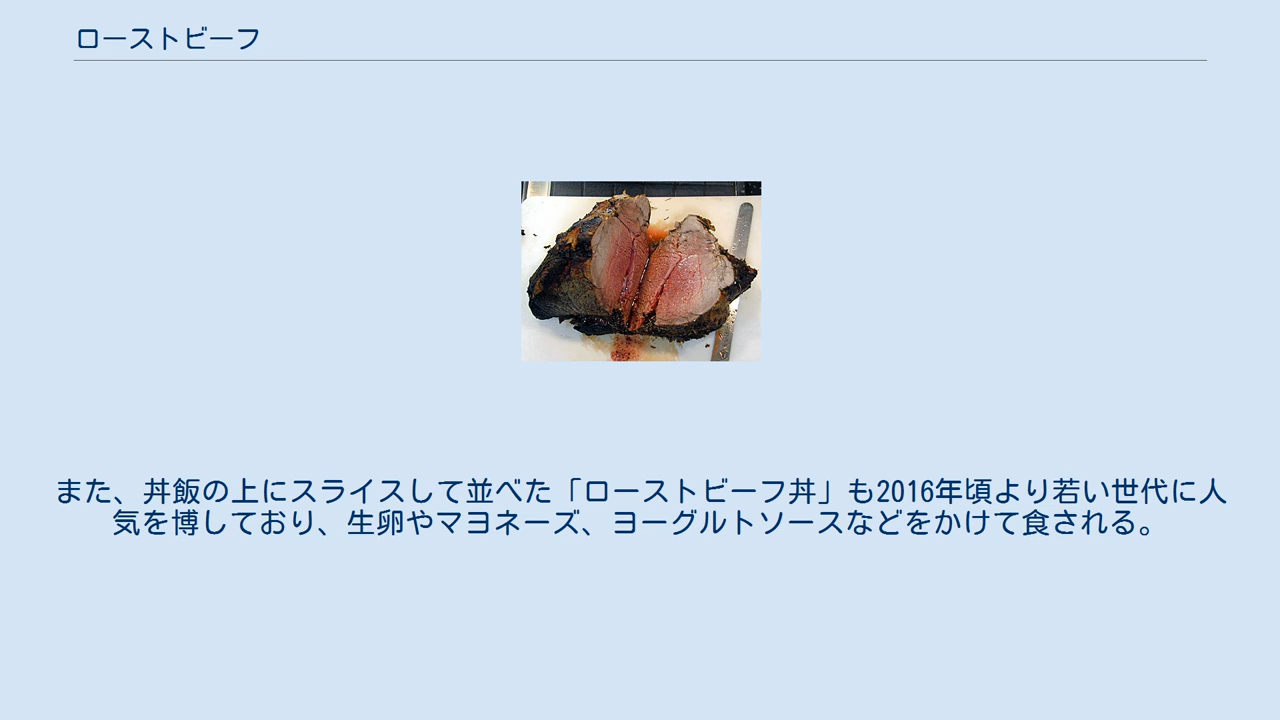 ローストビーフ
また、丼飯の上にスライスして並べた「ローストビーフ丼」も2016年頃より若い世代に人
気を博しており、生卵やマヨネーズ、ヨーグルトソースなどをかけて食される。